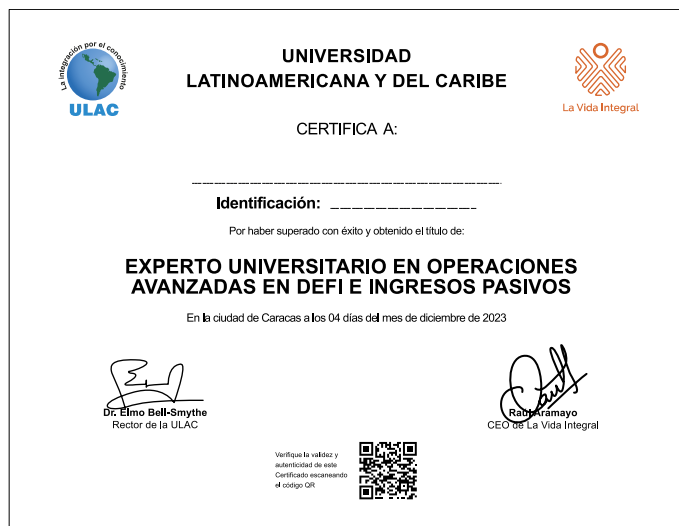 La integración por el conocimiento
ULAC
UNIVERSIDAD
LATINOAMERICANA Y DEL CARIBE
La Vida Integral
CERTIFICA A:
Identificación:
Por haber superado con éxito y obtenido el título de:
EXPERTO UNIVERSITARIO EN OPERACIONES
AVANZADAS EN DEFI E INGRESOS PASIVOS
En la ciudad de Caracas a los 04 días del mes de diciembre de 2023
Dr. Elmo Bell-Smythe
Rector de la ULAC
Raúl Aramayo
CEO de La Vida Integral
Verifique la validez y
autenticidad de este
Certificado escaneando
el código QR